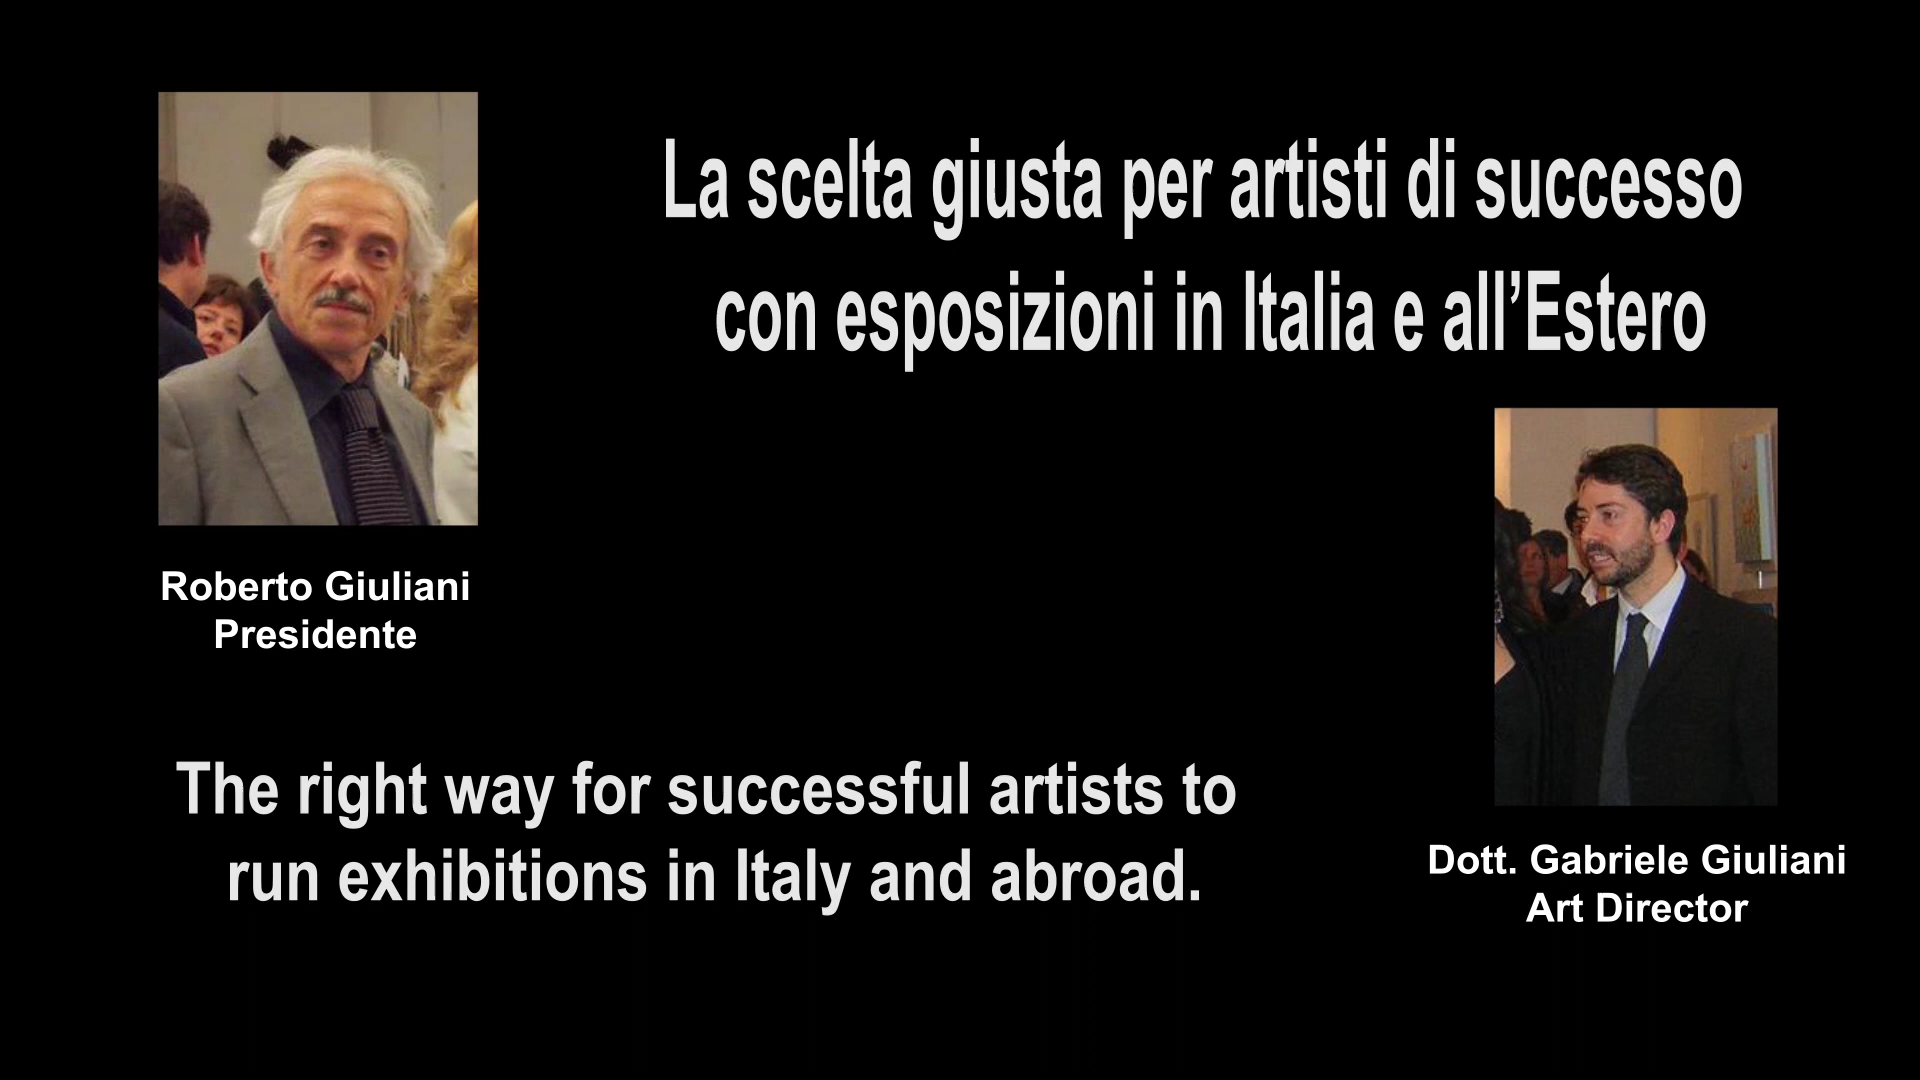 La scelta giusta per artisti di successo
con esposizioni in Italia e all’Estero
Roberto Giuliani
Presidente
The right way for successful artists to
run exhibitions in Italy and abroad.
Dott. Gabriele Giuliani
Art Director